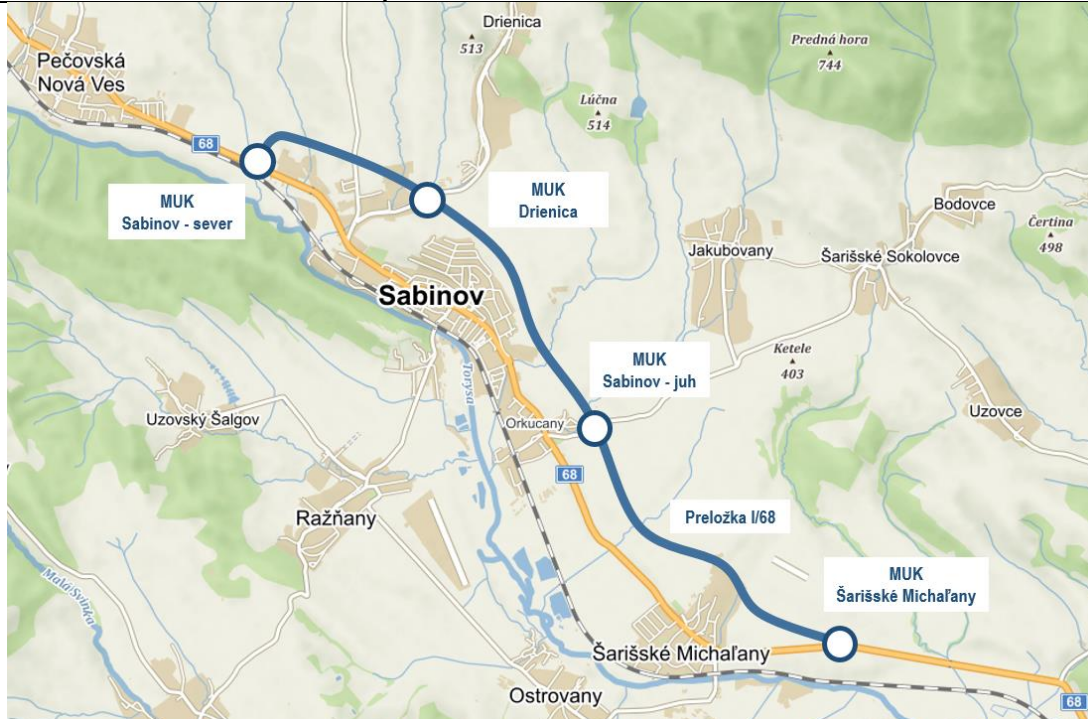 Drienica
513
Predná hora
744
Pečovská
Nová Ves
Lúčna
514
68
MUK
Sabinov - sever
MUK
Drienica
Bodovce
Čertina
498
Jakubovany
Šarišské Sokolovce
Sabinov
MUK
Sabinov - juh
Ketele
403
Torysa
Uzovský Šalgov
Orkucany
Uzovce
68
Ražňany
Preložka I/68
MUK
Šarišské Michaľany
Malá Svinka
Šarišské Michaľany
Ostrovany
68